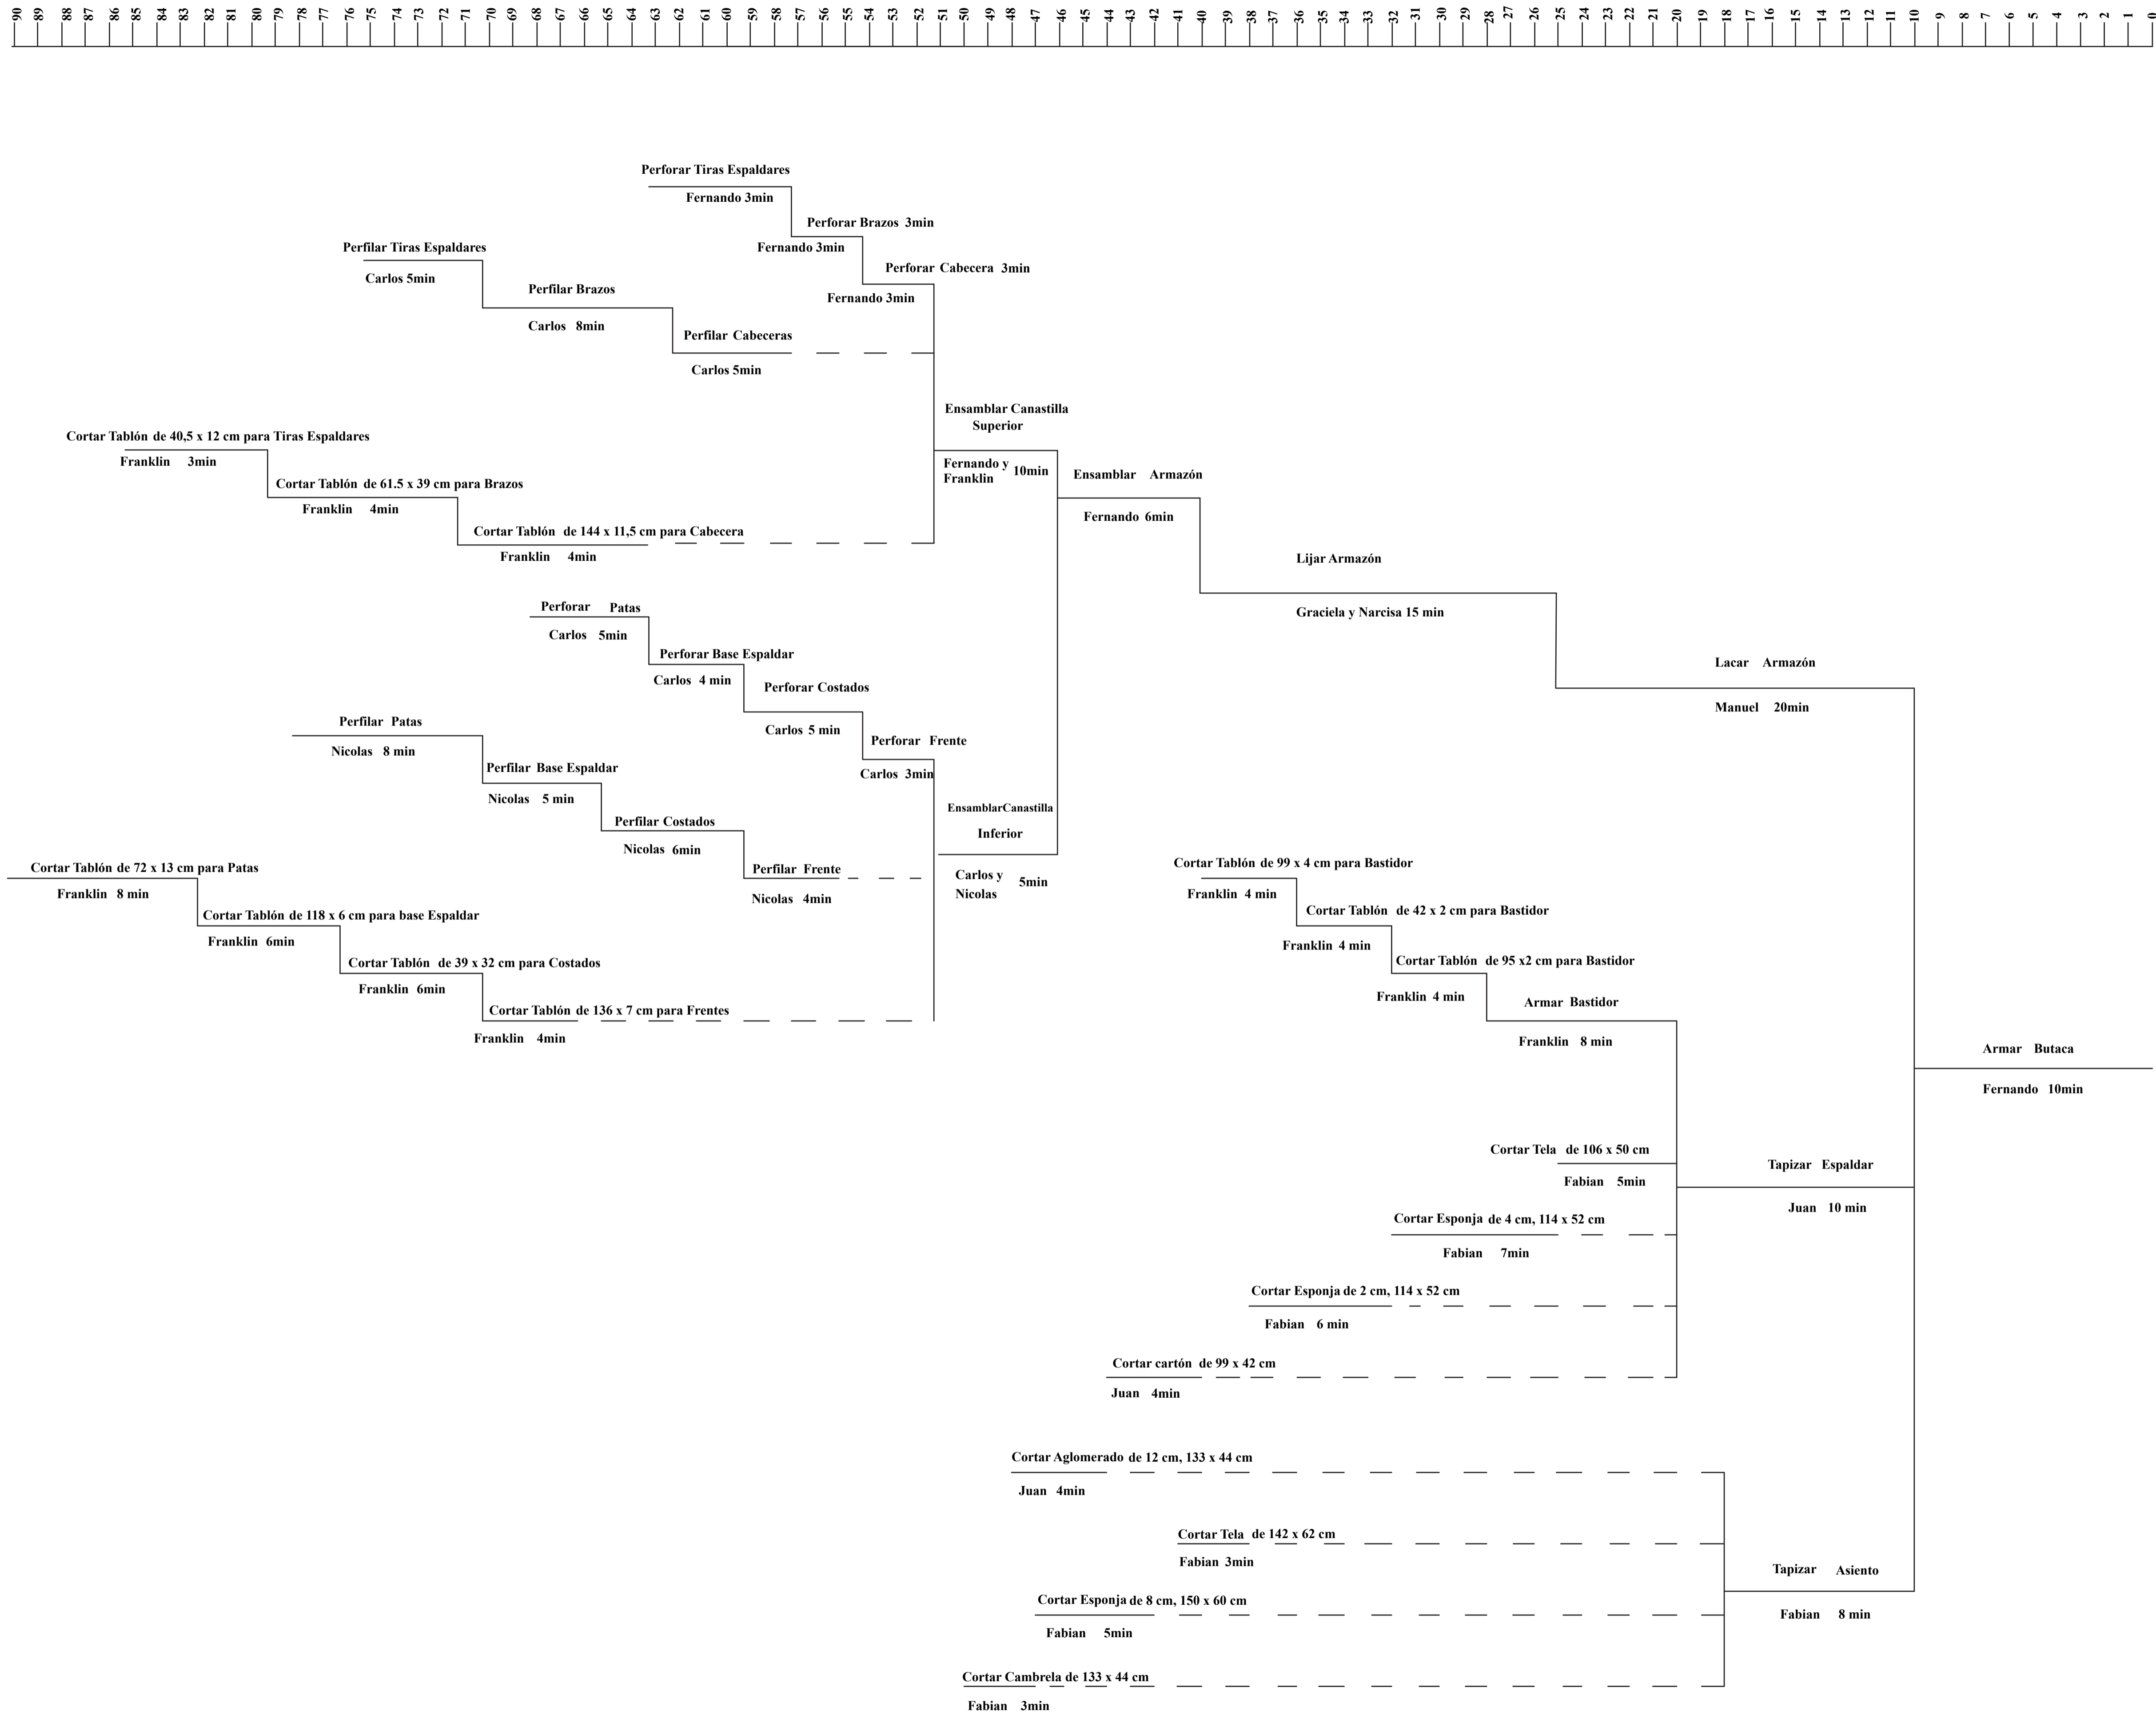 90 89 88 87 86 85 84 83 82 81 80 79 78 77 76 75 74 73 72 71 70 69 68 67 66 65 64 63 62 61 60 59 58 57 56 55 54 53 52 51 50 49 48 47 46 45 44 43 42 41 40 39 38 37 36 35 34 33 32 31 30 29 28 27 26 25 24 23 22 21 20 19 18 17 16 15 14 13 12 11 10 9 8 7 6 5 4 3 2 1 0
Perforar Tiras Espaldares
Fernando 3min
Perforar Brazos 3min
Fernando 3min
Perforar Cabecera 3min
Fernando 3min
Perfilar Tiras Espaldares
Carlos 5min
Perfilar Brazos
Carlos 8min
Perfilar Cabeceras
Carlos 5min
Cortar Tablón de 40,5 x 12 cm para Tiras Espaldares
Franklin 3min
Cortar Tablón de 61.5 x 39 cm para Brazos
Franklin 4min
Cortar Tablón de 144 x 11,5 cm para Cabecera
Franklin 4min
Ensamblar Canastilla
Superior
Fernando y
Franklin 10min
Ensamblar Armazón
Fernando 6min
Lijar Armazón
Graciela y Narcisa 15 min
Lacar Armazón
Manuel 20min
Perforar Patas
Carlos 5min
Perforar Base Espaldar
Carlos 4 min
Perforar Costados
Carlos 5 min
Perforar Frente
Carlos 3min
Perfilar Patas
Nicolas 8 min
Perfilar Base Espaldar
Nicolas 5 min
Perfilar Costados
Nicolas 6min
Perfilar Frente
Nicolas 4min
EnsamblarCanastilla
Inferior
Carlos y
Nicolas 5min
Cortar Tablón de 72 x 13 cm para Patas
Franklin 8 min
Cortar Tablón de 118 x 6 cm para base Espaldar
Franklin 6min
Cortar Tablón de 39 x 32 cm para Costados
Franklin 6min
Cortar Tablón de 136 x 7 cm para Frentes
Franklin 4min
Cortar Tablón de 99 x 4 cm para Bastidor
Franklin 4 min
Cortar Tablón de 42 x 2 cm para Bastidor
Franklin 4 min
Cortar Tablón de 95 x2 cm para Bastidor
Franklin 4 min
Armar Bastidor
Franklin 8 min
Armar Butaca
Fernando 10min
Cortar Tela de 106 x 50 cm
Fabian 5min
Tapizar Espaldar
Juan 10 min
Cortar Esponja de 4 cm, 114 x 52 cm
Fabian 7min
Cortar Esponja de 2 cm, 114 x 52 cm
Fabian 6 min
Cortar cartón de 99 x 42 cm
Juan 4min
Cortar Aglomerado de 12 cm, 133 x 44 cm
Juan 4min
Cortar Tela de 142 x 62 cm
Fabian 3min
Tapizar Asiento
Fabian 8 min
Cortar Esponja de 8 cm, 150 x 60 cm
Fabian 5min
Cortar Cambrela de 133 x 44 cm
Fabian 3min